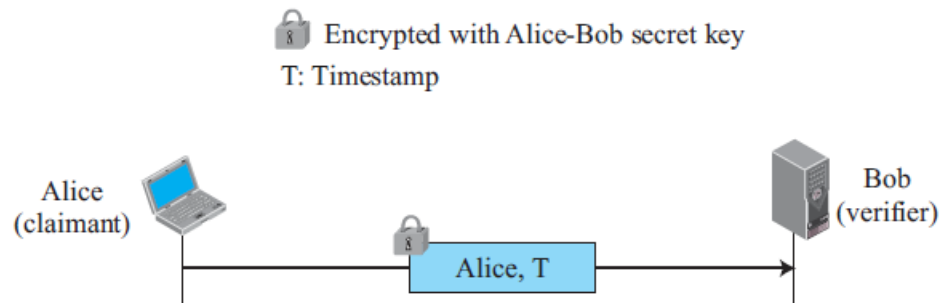 Encrypted with Alice-Bob secret key
T: Timestamp
Alice
(claimant)
Bob
(verifier)
Alice, T